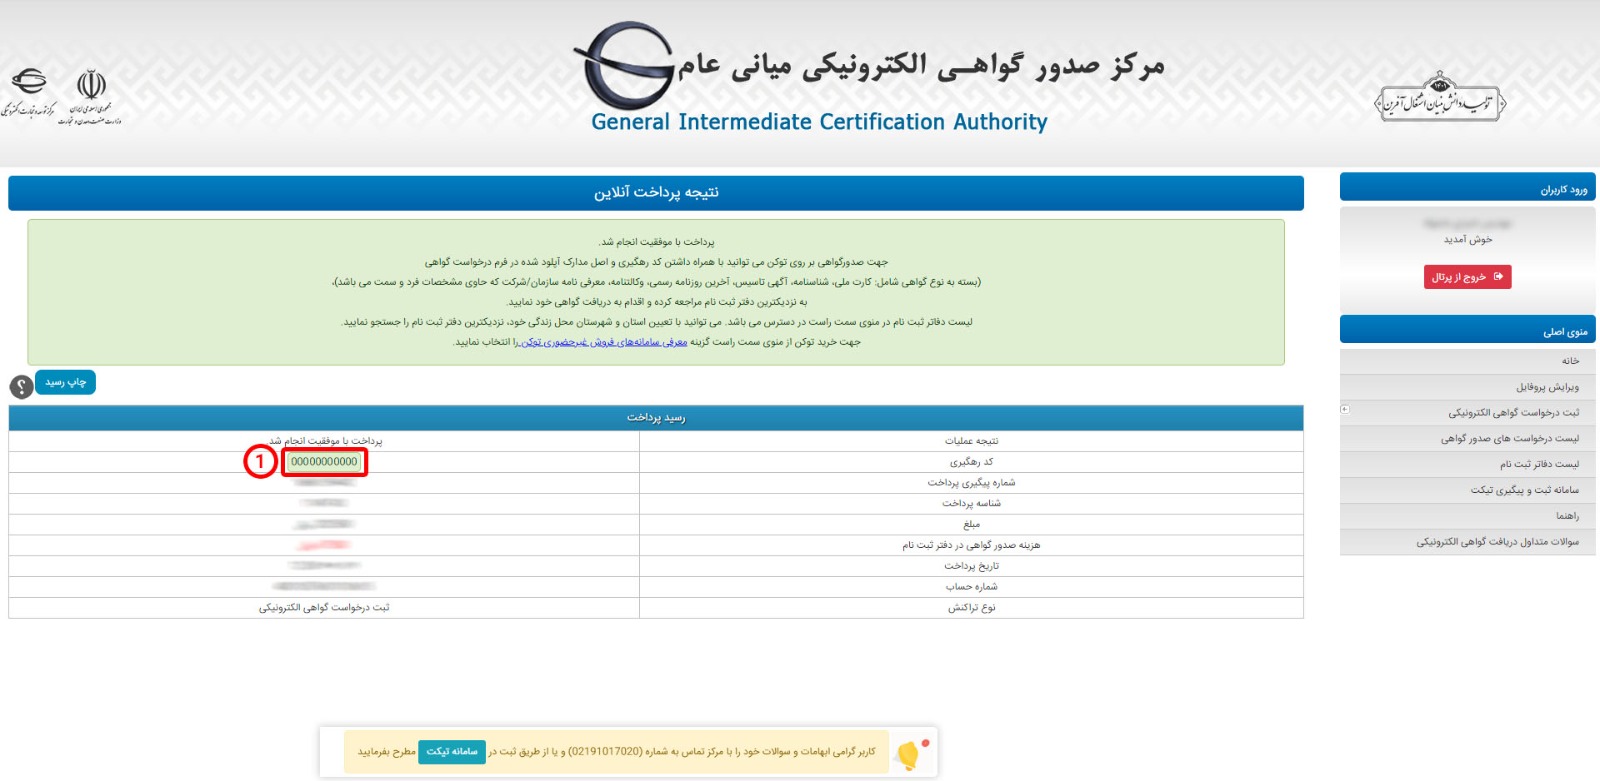 مرکز صدور گواهی الکترونیکی میانی عام
General Intermediate Certification Authority
تولید، دانش‌بنیان، اشتغال‌آفرین
۱۴۰۱
جمهوری اسلامی ایران
وزارت صنعت، معدن و تجارت
مرکز توسعه تجارت الکترونیکی
ورود کاربران
خوش آمدید
خروج از پرتال
منوی اصلی
خانه
ویرایش پروفایل
ثبت درخواست گواهی الکترونیکی
لیست درخواست های صدور گواهی
لیست دفاتر ثبت نام
سامانه ثبت و پیگیری تیکت
راهنما
سوالات متداول دریافت گواهی الکترونیکی
نتیجه پرداخت آنلاین
پرداخت با موفقیت انجام شد.
جهت صدورگواهی بر روی توکن می توانید با همراه داشتن کد رهگیری و اصل مدارک آپلود شده در فرم درخواست گواهی
(بسته به نوع گواهی شامل: کارت ملی، شناسنامه، آگهی تاسیس، آخرین روزنامه رسمی، وکالتنامه، معرفی نامه سازمان/شرکت که حاوی مشخصات فرد و سمت می باشد)،
به نزدیکترین دفتر ثبت نام مراجعه کرده و اقدام به دریافت گواهی خود نمایید.
لیست دفاتر ثبت نام در منوی سمت راست در دسترس می باشد. می توانید با تعیین استان و شهرستان محل زندگی خود، نزدیکترین دفتر ثبت نام را جستجو نمایید.
جهت خرید توکن از منوی سمت راست گزینه معرفی سامانه‌های فروش غیرحضوری توکن را انتخاب نمایید.
چاپ رسید
؟
رسید پرداخت
نتیجه عملیات پرداخت با موفقیت انجام شد.
کد رهگیری 00000000000 1
شماره پیگیری پرداخت
شناسه پرداخت
مبلغ
هزینه صدور گواهی در دفتر ثبت نام
تاریخ پرداخت
شماره حساب
نوع تراکنش ثبت درخواست گواهی الکترونیکی
کاربر گرامی ابهامات و سوالات خود را با مرکز تماس به شماره (02191017020) و یا از طریق ثبت در سامانه تیکت مطرح بفرمایید